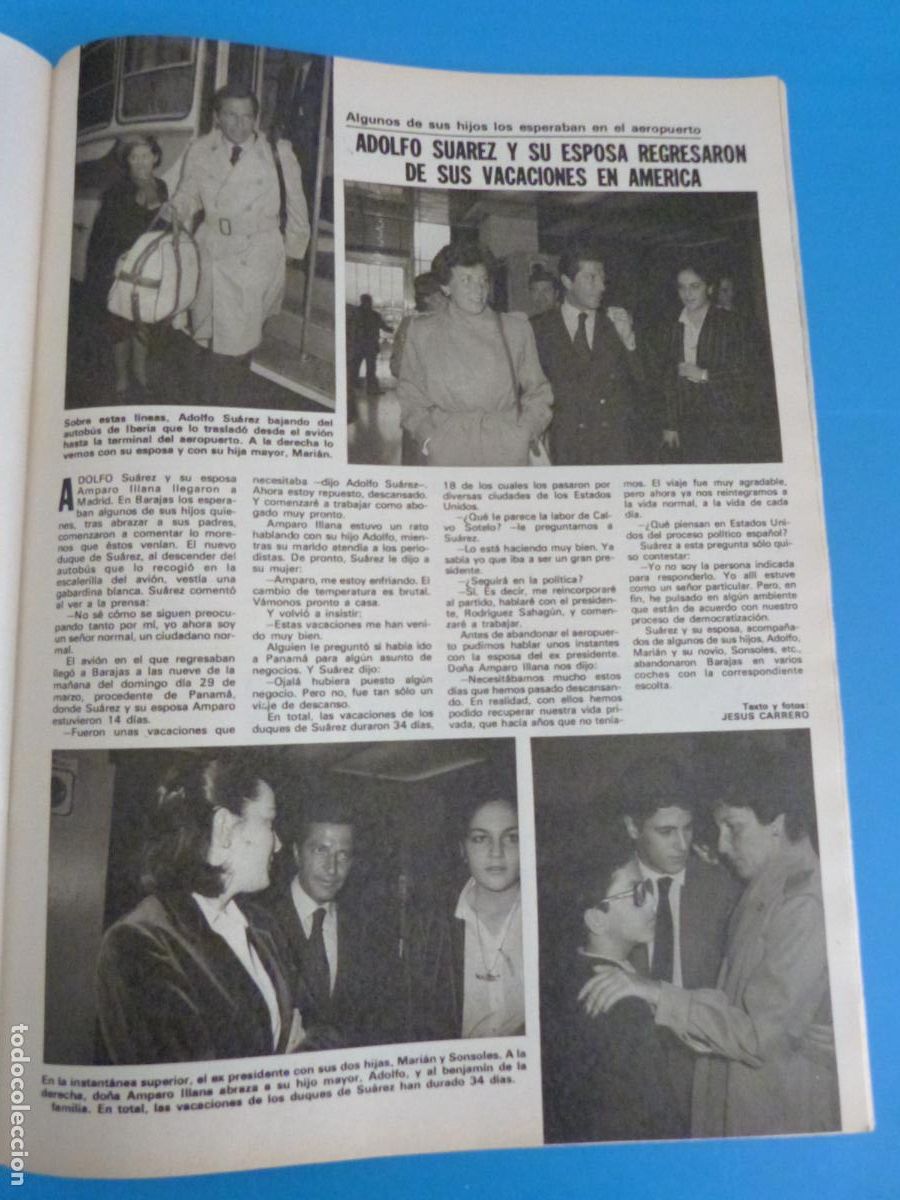 Algunos de sus hijos los esperaban en el aeropuerto
ADOLFO SUAREZ Y SU ESPOSA REGRESARON
DE SUS VACACIONES EN AMERICA
Sobre estas líneas, Adolfo Suárez bajando del
autobús de Iberia que lo trasladó desde el avión
hasta la terminal del aeropuerto. A la derecha lo
vemos con su esposa y con su hija mayor, Marián.
ADOLFO Suárez y su esposa
Amparo Illana llegaron a
Madrid. En Barajas los espera-
ban algunos de sus hijos quie-
nes, tras abrazar a sus padres,
comenzaron a comentar lo more-
nos que éstos venían. El nuevo
duque de Suárez, al descender del
autobús que lo recogió en la
escalerilla del avión, vestía una
gabardina blanca. Suárez comentó
al ver a la prensa:
—No sé cómo se siguen preocu-
pando tanto por mí, yo ahora soy
un señor normal, un ciudadano nor-
mal.
El avión en el que regresaban
llegó a Barajas a las nueve de la
mañana del domingo día 29 de
marzo, procedente de Panamá,
donde Suárez y su esposa Amparo
estuvieron 14 días.
—Fueron unas vacaciones que
necesitaba —dijo Adolfo Suárez—.
Ahora estoy repuesto, descansado.
Y comenzaré a trabajar como abo-
gado muy pronto.
Amparo Illana estuvo un rato
hablando con su hijo Adolfo, mien-
tras su marido atendía a los perio-
distas. De pronto, Suárez le dijo a
su mujer:
—Amparo, me estoy enfriando. El
cambio de temperatura es brutal.
Vámonos pronto a casa.
Y volvió a insistir:
—Estas vacaciones me han veni-
do muy bien.
Alguien le preguntó si había ido
a Panamá para algún asunto de
negocios. Y Suárez dijo:
—Ojalá hubiera puesto algún
negocio. Pero no, fue tan sólo un
viaje de descanso.
En total, las vacaciones de los
duques de Suárez duraron 34 días,
18 de los cuales los pasaron por
diversas ciudades de los Estados
Unidos.
—¿Qué le parece la labor de Cal-
vo Sotelo? —le preguntamos a
Suárez.
—Lo está haciendo muy bien. Ya
sabía yo que iba a ser un gran pre-
sidente.
—¿Seguirá en la política?
—Sí. Es decir, me reincorporaré
al partido, hablaré con el presiden-
te, Rodríguez Sahagún, y comen-
zaré a trabajar.
Antes de abandonar el aeropuer-
to pudimos hablar unos instantes
con la esposa del ex presidente.
Doña Amparo Illana nos dijo:
—Necesitábamos mucho estos
días que hemos pasado descansan-
do. En realidad, con ellos hemos
podido recuperar nuestra vida pri-
vada, que hacía años que no tenía-
mos. El viaje fue muy agradable,
pero ahora ya nos reintegramos a
la vida normal, a la vida de cada
día.
—¿Qué piensan en Estados Uni-
dos del proceso político español?
Suárez a esta pregunta sólo qui-
so contestar:
—Yo no soy la persona indicada
para responderlo. Yo allí estuve
como un señor particular. Pero, en
fin, he pulsado en algún ambiente
que están de acuerdo con nuestro
proceso de democratización.
Suárez y su esposa, acompaña-
dos de algunos de sus hijos, Adolfo,
Marián y su novio, Sonsoles, etc.,
abandonaron Barajas en varios
coches con la correspondiente
escolta.
Texto y fotos:
JESUS CARRERO
En la instantánea superior, el ex presidente con sus dos hijas, Marián y Sonsoles. A la
derecha, doña Amparo Illana abraza a su hijo mayor, Adolfo, y al benjamín de la
familia. En total, las vacaciones de los duques de Suárez han durado 34 días.
todocoleccion